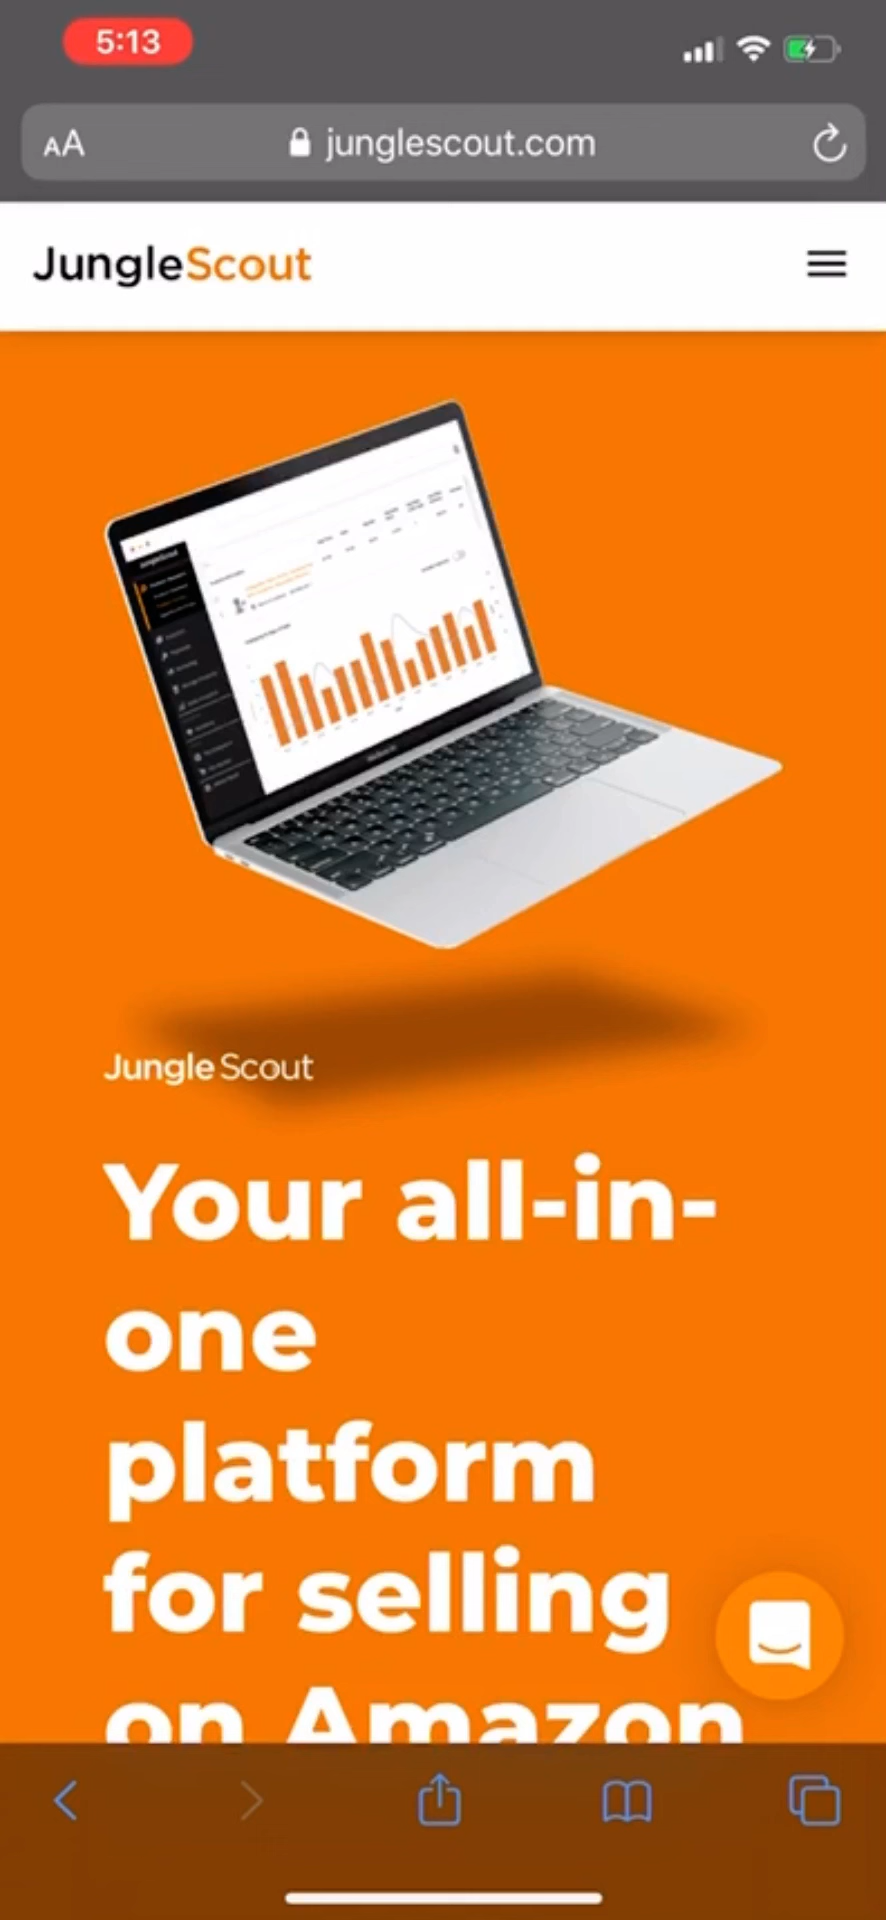 5:13
AA
junglescout.com
JungleScout
Jungle Scout
Your all-in-
one
platform
for selling
on Amazon